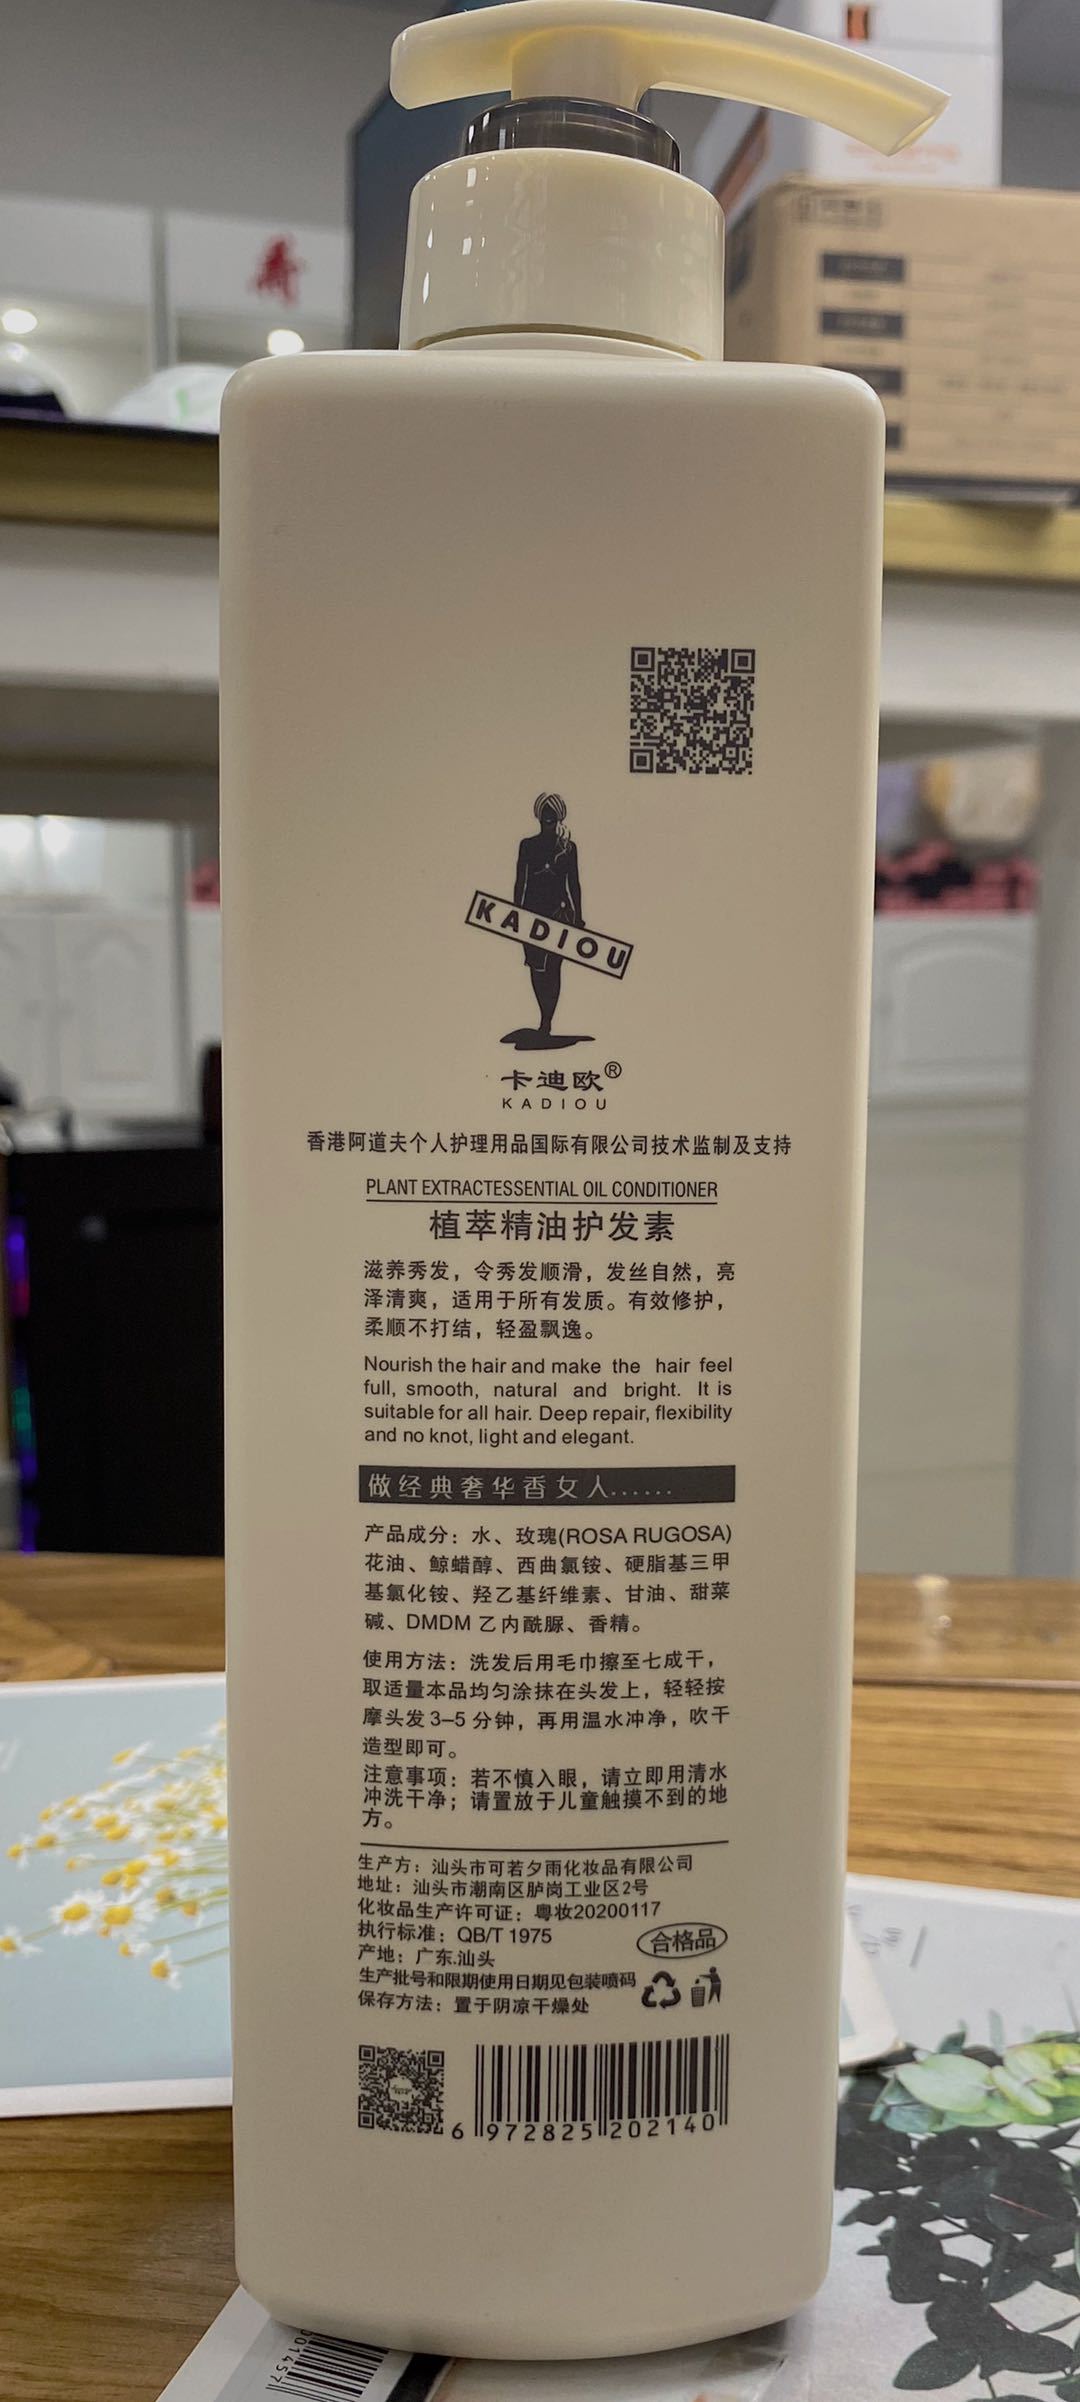 寿
KADIOU
卡迪欧®
KADIOU
香港阿道夫个人护理用品国际有限公司技术监制及支持
PLANT EXTRACTESSENTIAL OIL CONDITIONER
植萃精油护发素
滋养秀发，令秀发顺滑，发丝自然，亮
泽清爽，适用于所有发质。有效修护，
柔顺不打结，轻盈飘逸。
Nourish the hair and make the hair feel
full, smooth, natural and bright. It is
suitable for all hair. Deep repair, flexibility
and no knot, light and elegant.
做经典奢华香女人......
产品成分：水、玫瑰(ROSA RUGOSA)
花油、鲸蜡醇、西曲氯铵、硬脂基三甲
基氯化铵、羟乙基纤维素、甘油、甜菜
碱、DMDM 乙内酰脲、香精。
使用方法：洗发后用毛巾擦至七成干，
取适量本品均匀涂抹在头发上，轻轻按
摩头发3–5 分钟，再用温水冲净，吹干
造型即可。
注意事项：若不慎入眼，请立即用清水
冲洗干净；请置放于儿童触摸不到的地
方。
生产方：汕头市可若夕雨化妆品有限公司
地址：汕头市潮南区胪岗工业区2号
化妆品生产许可证：粤妆20200117
执行标准：QB/T 1975
产地：广东.汕头
合格品
生产批号和限期使用日期见包装喷码
保存方法：置于阴凉干燥处
6 972825 202140
001457